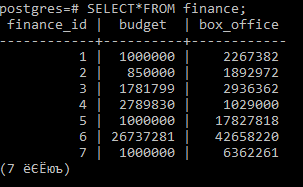 postgres=# SELECT*FROM finance;
finance_id | budget | box_office
------------+----------+------------
1 | 1000000 | 2267382
2 | 850000 | 1892972
3 | 1781799 | 2936362
4 | 2789830 | 1029000
5 | 1000000 | 17827818
6 | 26737281 | 42658220
7 | 1000000 | 6362261
(7 ёЄЁюъ)